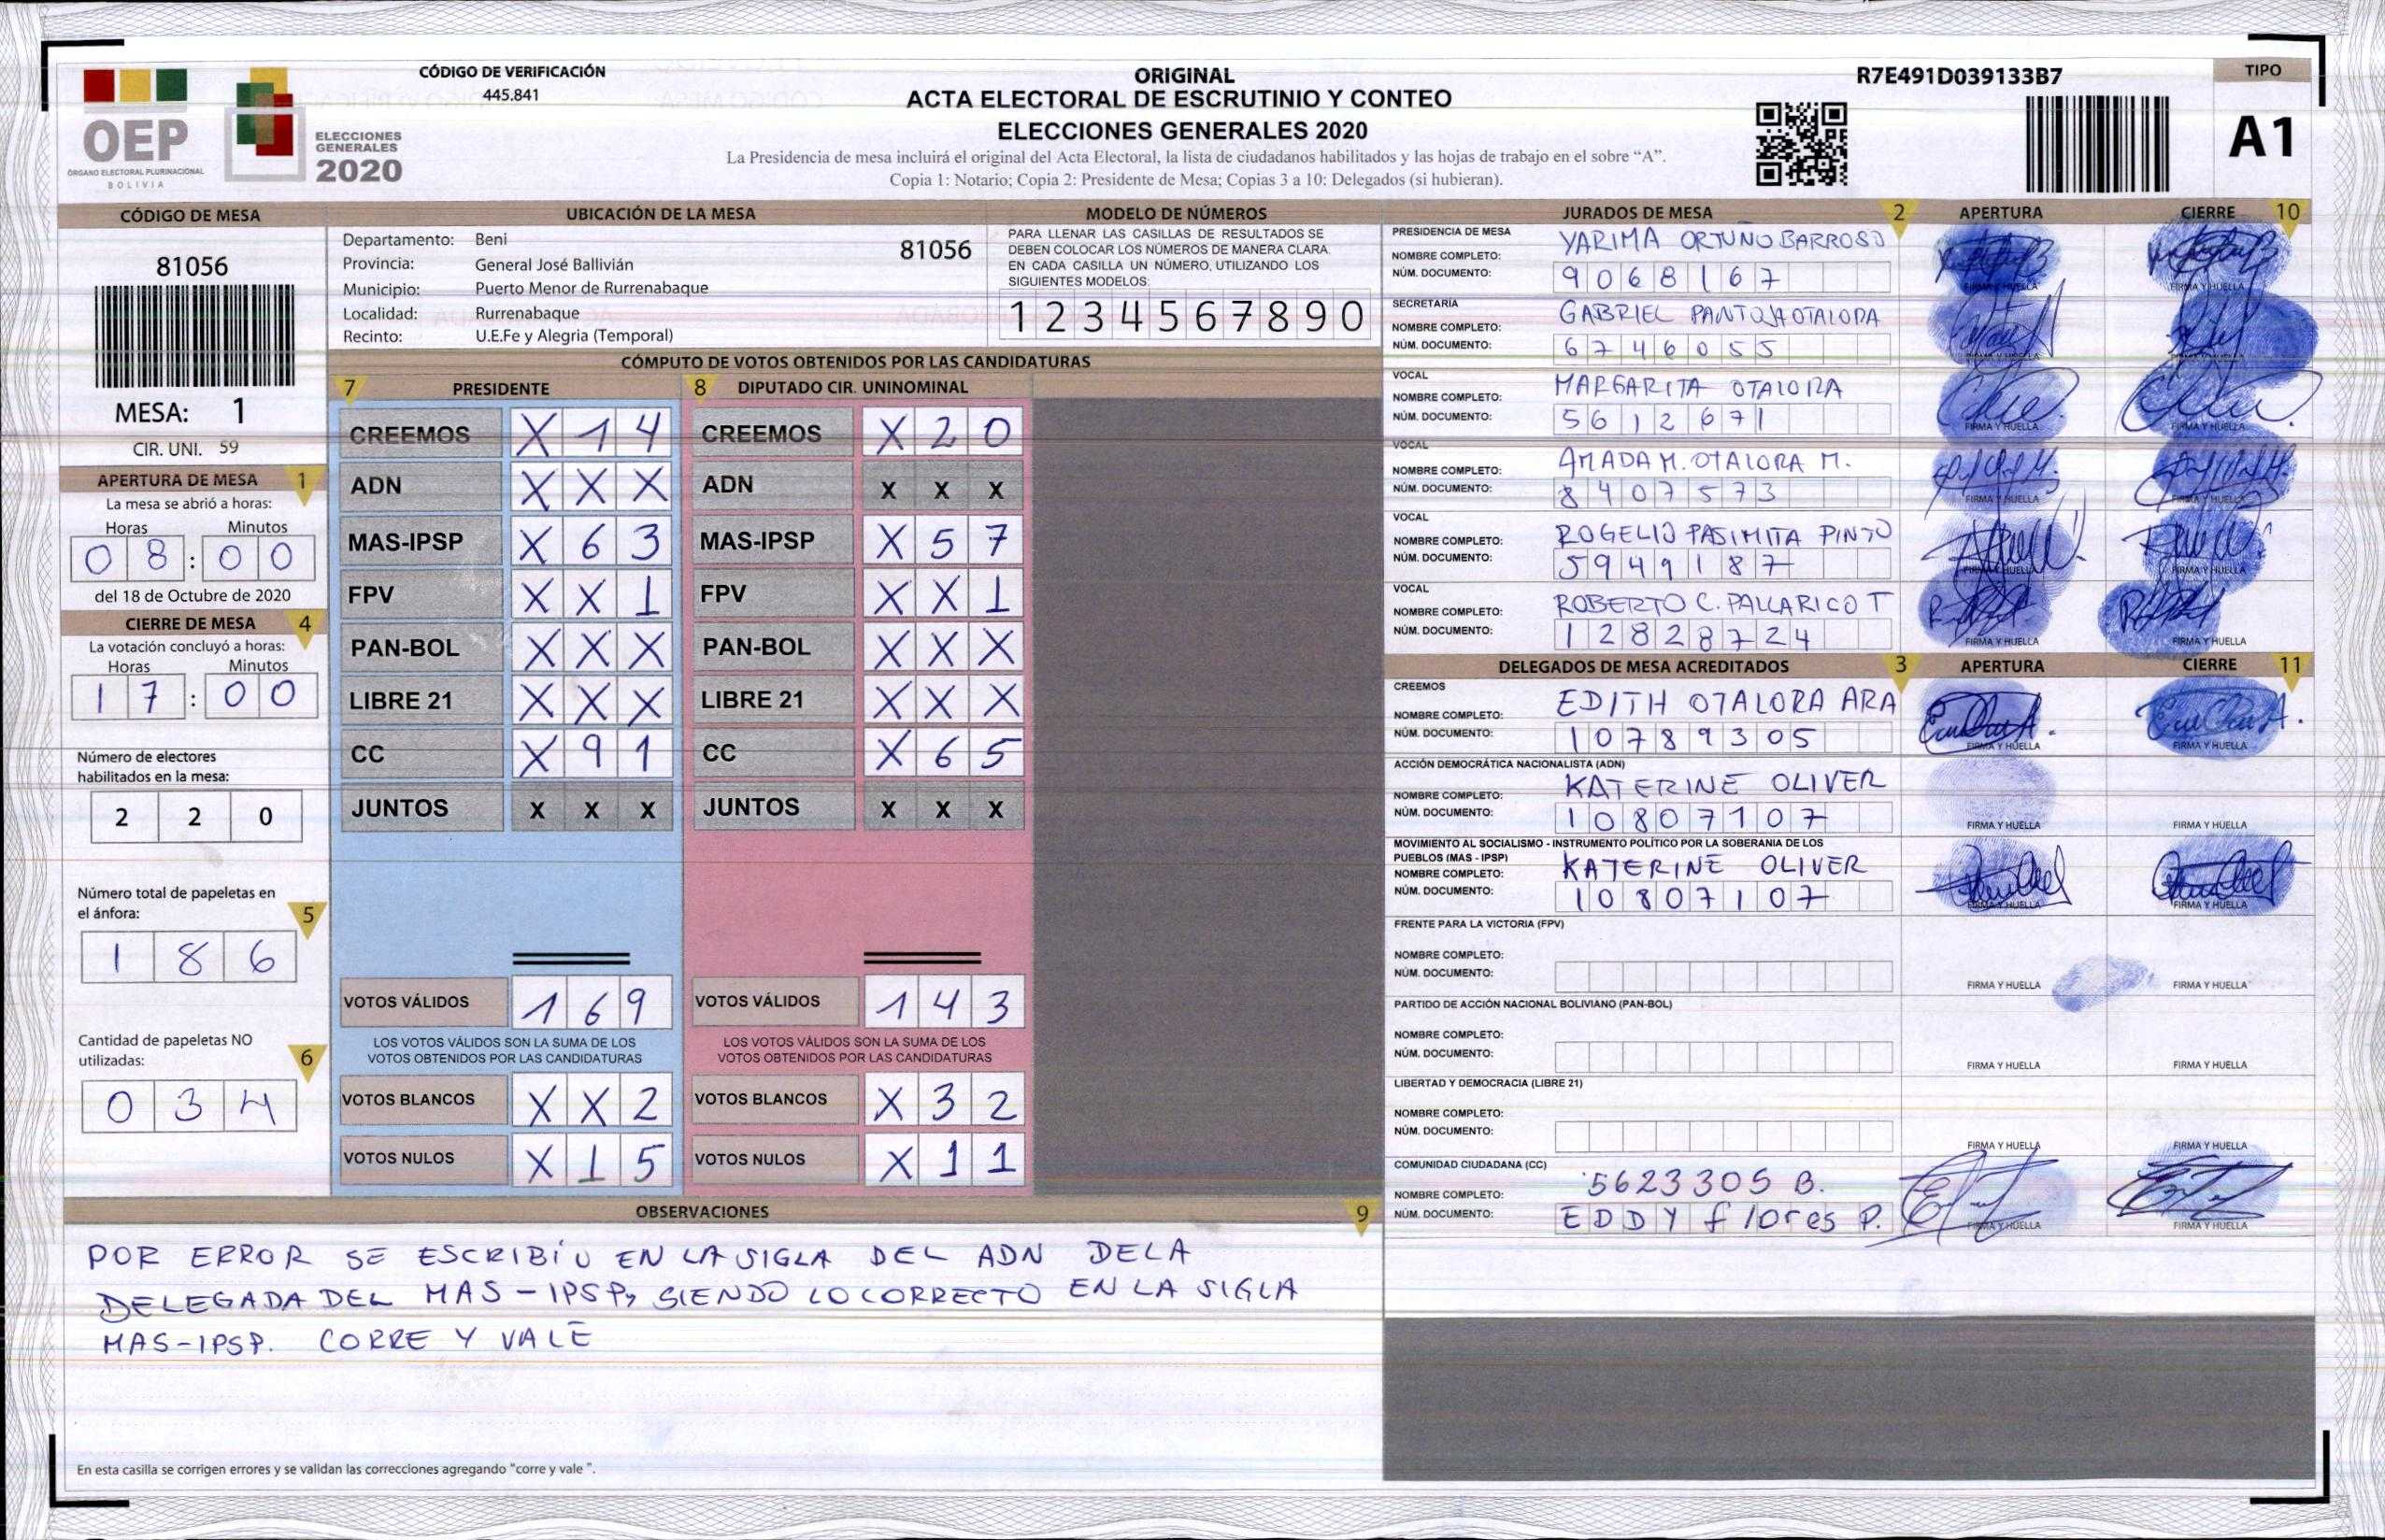 CÓDIGO DE VERIFICACIÓN
445.841
ORIGINAL
ACTA ELECTORAL DE ESCRUTINIO Y CONTEO
ELECCIONES GENERALES 2020
La Presidencia de mesa incluirá el original del Acta Electoral, la lista de ciudadanos habilitados y las hojas de trabajo en el sobre “A”.
Copia 1: Notario; Copia 2: Presidente de Mesa; Copias 3 a 10: Delegados (si hubieran).
R7E491D039133B7
TIPO
A1
OEP
ÓRGANO ELECTORAL PLURINACIONAL
BOLIVIA
ELECCIONES
GENERALES
2020
CÓDIGO DE MESA
81056
MESA: 1
CIR. UNI. 59
APERTURA DE MESA 1
La mesa se abrió a horas:
Horas Minutos
0 8 : 0 0
del 18 de Octubre de 2020
CIERRE DE MESA 4
La votación concluyó a horas:
Horas Minutos
1 7 : 0 0
Número de electores
habilitados en la mesa:
2 2 0
Número total de papeletas en
el ánfora: 5
1 8 6
Cantidad de papeletas NO
utilizadas: 6
0 3 4
UBICACIÓN DE LA MESA
Departamento: Beni 81056
Provincia: General José Ballivián
Municipio: Puerto Menor de Rurrenabaque
Localidad: Rurrenabaque
Recinto: U.E.Fe y Alegria (Temporal)
MODELO DE NÚMEROS
PARA LLENAR LAS CASILLAS DE RESULTADOS SE
DEBEN COLOCAR LOS NÚMEROS DE MANERA CLARA.
EN CADA CASILLA UN NÚMERO, UTILIZANDO LOS
SIGUIENTES MODELOS:
1 2 3 4 5 6 7 8 9 0
CÓMPUTO DE VOTOS OBTENIDOS POR LAS CANDIDATURAS
7 PRESIDENTE 8 DIPUTADO CIR. UNINOMINAL
CREEMOS X 1 4 CREEMOS X 2 0
ADN X X X ADN X X X
MAS-IPSP X 6 3 MAS-IPSP X 5 7
FPV X X 1 FPV X X 1
PAN-BOL X X X PAN-BOL X X X
LIBRE 21 X X X LIBRE 21 X X X
CC X 9 1 CC X 6 5
JUNTOS X X X JUNTOS X X X
VOTOS VÁLIDOS 1 6 9 VOTOS VÁLIDOS 1 4 3
LOS VOTOS VÁLIDOS SON LA SUMA DE LOS LOS VOTOS VÁLIDOS SON LA SUMA DE LOS
VOTOS OBTENIDOS POR LAS CANDIDATURAS VOTOS OBTENIDOS POR LAS CANDIDATURAS
VOTOS BLANCOS X X 2 VOTOS BLANCOS X 3 2
VOTOS NULOS X 1 5 VOTOS NULOS X 1 1
OBSERVACIONES 9
POR ERROR SE ESCRIBÍU EN LA SIGLA DEL ADN DELA
DELEGADA DEL MAS-IPSP, SIENDO LO CORRECTO EN LA SIGLA
MAS-IPSP. CORRE Y VALE
En esta casilla se corrigen errores y se validan las correcciones agregando “corre y vale ”.
JURADOS DE MESA 2 APERTURA CIERRE 10
PRESIDENCIA DE MESA
NOMBRE COMPLETO: YARIMA ORTUÑO BARROSO
NÚM. DOCUMENTO: 9068167
FIRMA Y HUELLA FIRMA Y HUELLA
SECRETARIA
NOMBRE COMPLETO: GABRIEL PANTOJA OTALORA
NÚM. DOCUMENTO: 6746055
FIRMA Y HUELLA FIRMA Y HUELLA
VOCAL
NOMBRE COMPLETO: MARGARITA OTALORA
NÚM. DOCUMENTO: 5612671
FIRMA Y HUELLA FIRMA Y HUELLA
VOCAL
NOMBRE COMPLETO: AMADA M. OTALORA M.
NÚM. DOCUMENTO: 8407573
FIRMA Y HUELLA FIRMA Y HUELLA
VOCAL
NOMBRE COMPLETO: ROGELIO PASIMITA PINTO
NÚM. DOCUMENTO: 5949187
FIRMA Y HUELLA FIRMA Y HUELLA
VOCAL
NOMBRE COMPLETO: ROBERTO C. PALLARICO T
NÚM. DOCUMENTO: 12828724
FIRMA Y HUELLA FIRMA Y HUELLA
DELEGADOS DE MESA ACREDITADOS 3 APERTURA CIERRE 11
CREEMOS
NOMBRE COMPLETO: EDITH OTALORA ARA
NÚM. DOCUMENTO: 10789305
FIRMA Y HUELLA FIRMA Y HUELLA
ACCIÓN DEMOCRÁTICA NACIONALISTA (ADN)
NOMBRE COMPLETO: KATERINE OLIVER
NÚM. DOCUMENTO: 10807107
FIRMA Y HUELLA FIRMA Y HUELLA
MOVIMIENTO AL SOCIALISMO - INSTRUMENTO POLÍTICO POR LA SOBERANIA DE LOS
PUEBLOS (MAS - IPSP)
NOMBRE COMPLETO: KATERINE OLIVER
NÚM. DOCUMENTO: 10807107
FIRMA Y HUELLA FIRMA Y HUELLA
FRENTE PARA LA VICTORIA (FPV)
NOMBRE COMPLETO:
NÚM. DOCUMENTO:
FIRMA Y HUELLA FIRMA Y HUELLA
PARTIDO DE ACCIÓN NACIONAL BOLIVIANO (PAN-BOL)
NOMBRE COMPLETO:
NÚM. DOCUMENTO:
FIRMA Y HUELLA FIRMA Y HUELLA
LIBERTAD Y DEMOCRACIA (LIBRE 21)
NOMBRE COMPLETO:
NÚM. DOCUMENTO:
FIRMA Y HUELLA FIRMA Y HUELLA
COMUNIDAD CIUDADANA (CC)
NOMBRE COMPLETO: 5623305 B.
NÚM. DOCUMENTO: EDDY flores P.
FIRMA Y HUELLA FIRMA Y HUELLA